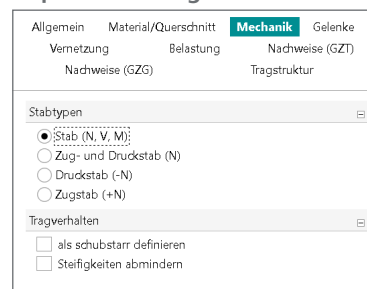 Allgemein Material/Querschnitt Mechanik Gelenke
Vernetzung Belastung Nachweise (GZT)
Nachweise (GZG) Tragstruktur
Stabtypen
Stab (N, V, M)
Zug- und Druckstab (N)
Druckstab (-N)
Zugstab (+N)
Tragverhalten
als schubstarr definieren
Steifigkeiten abmindern